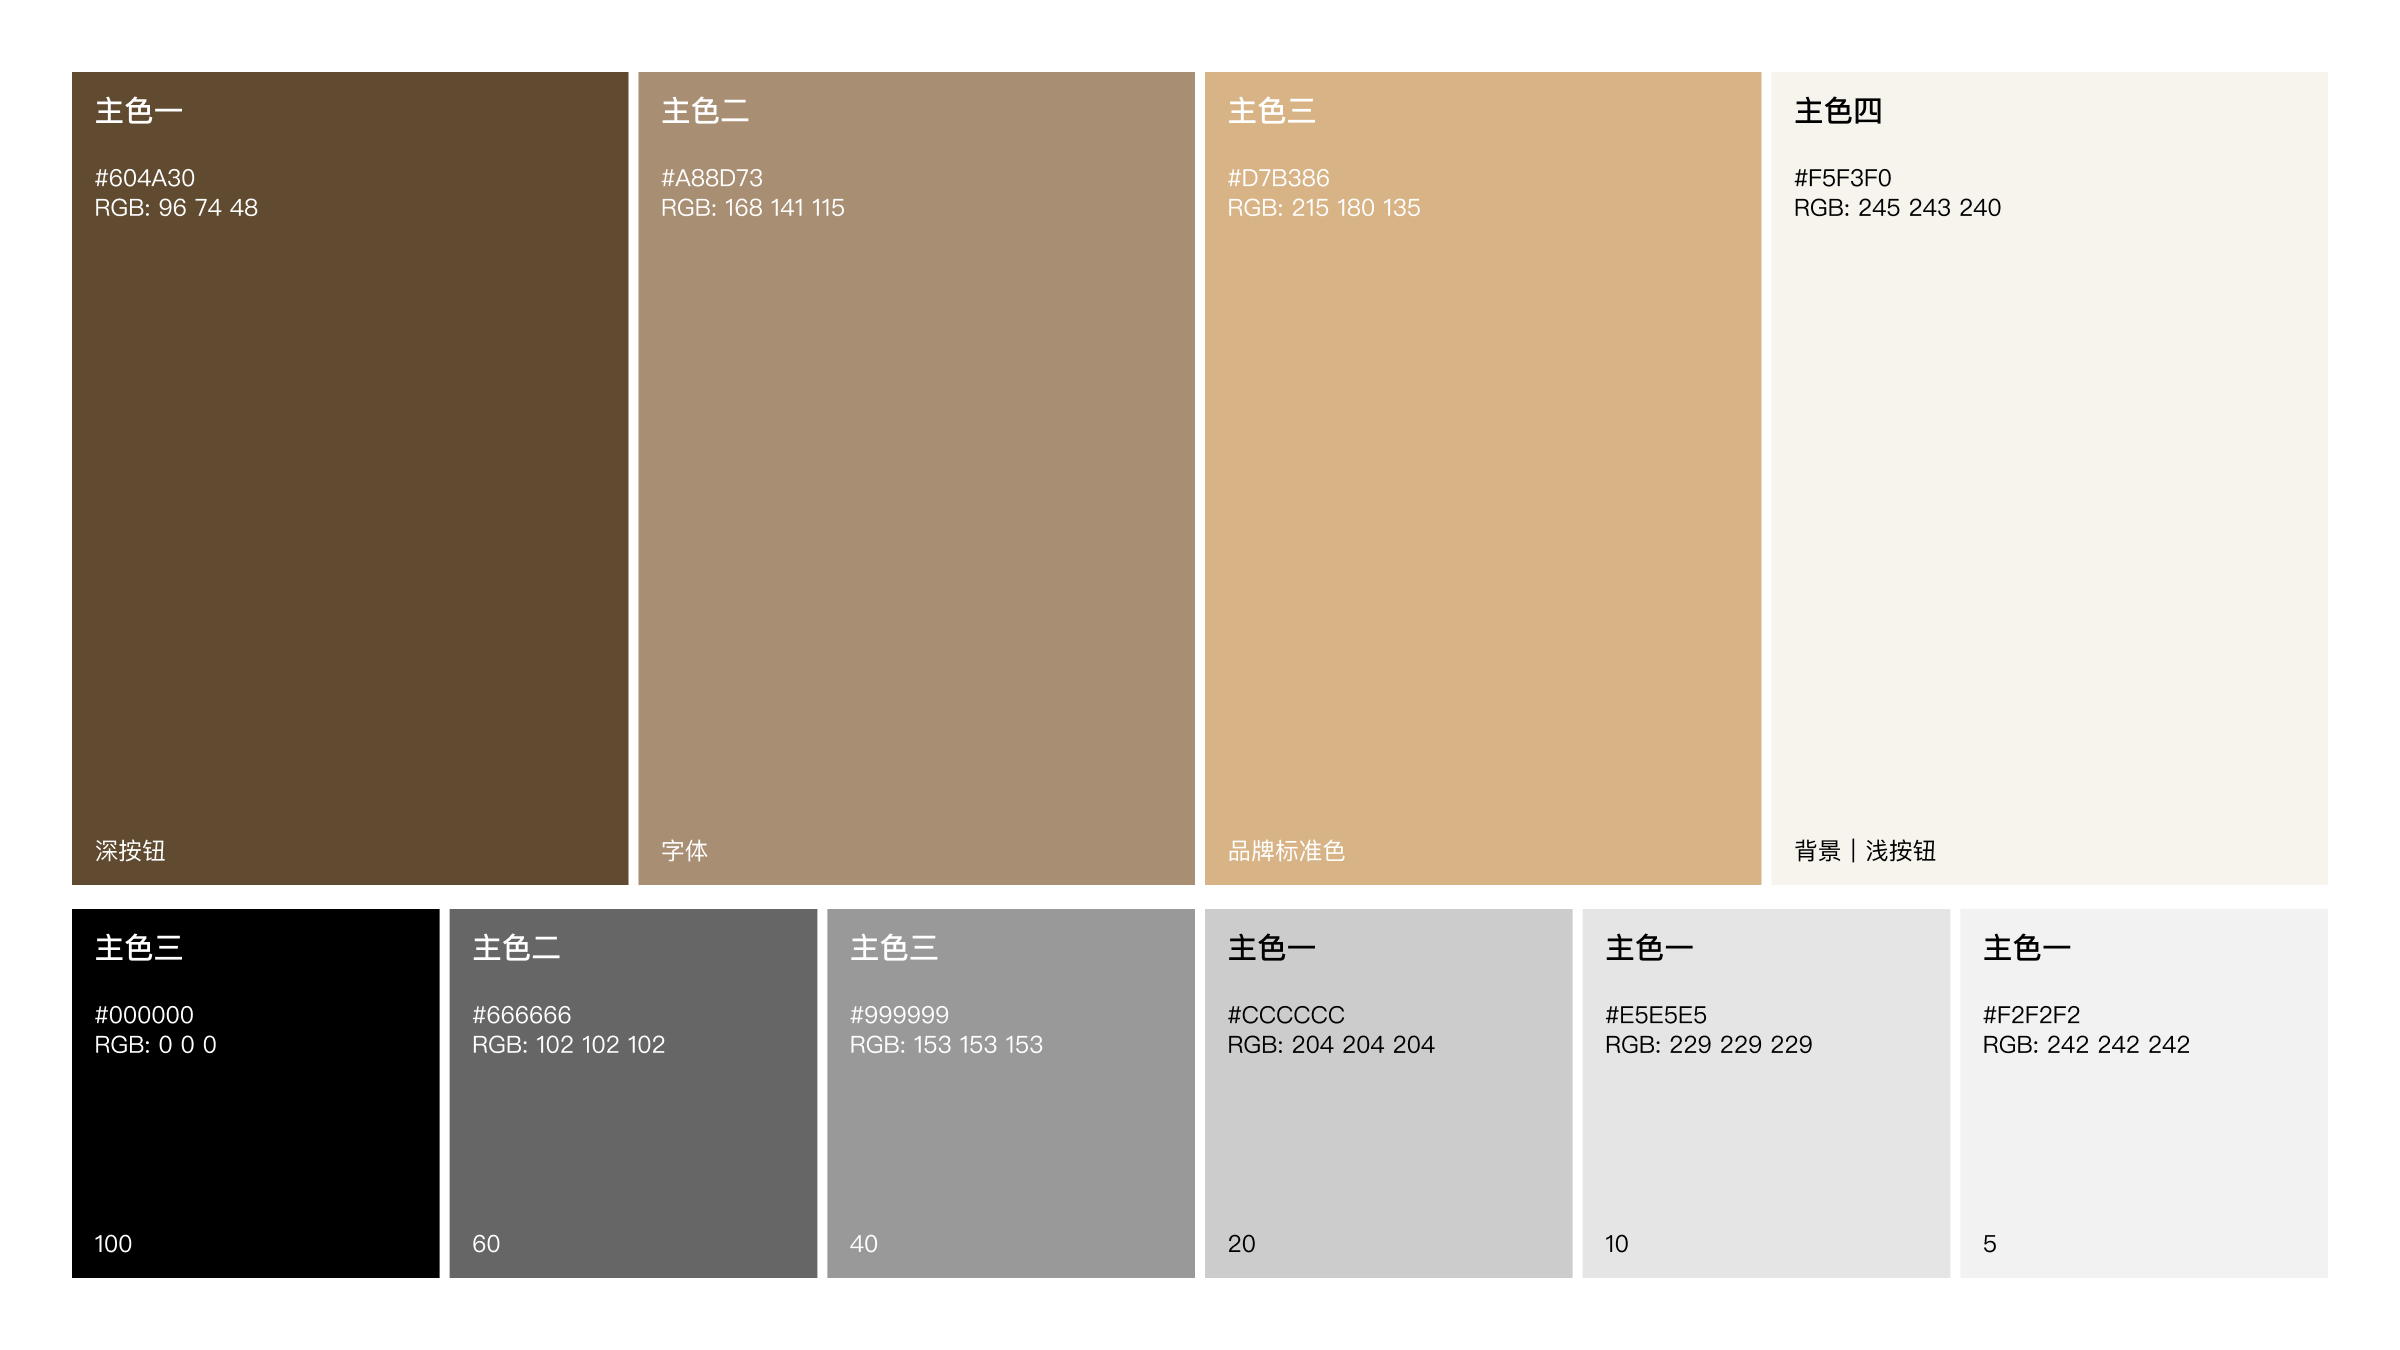 主色一
#604A30
RGB: 96 74 48
深按钮
主色二
#A88D73
RGB: 168 141 115
字体
主色三
#D7B386
RGB: 215 180 135
品牌标准色
主色四
#F5F3F0
RGB: 245 243 240
背景｜浅按钮
主色三
#000000
RGB: 0 0 0
100
主色二
#666666
RGB: 102 102 102
60
主色三
#999999
RGB: 153 153 153
40
主色一
#CCCCCC
RGB: 204 204 204
20
主色一
#E5E5E5
RGB: 229 229 229
10
主色一
#F2F2F2
RGB: 242 242 242
5